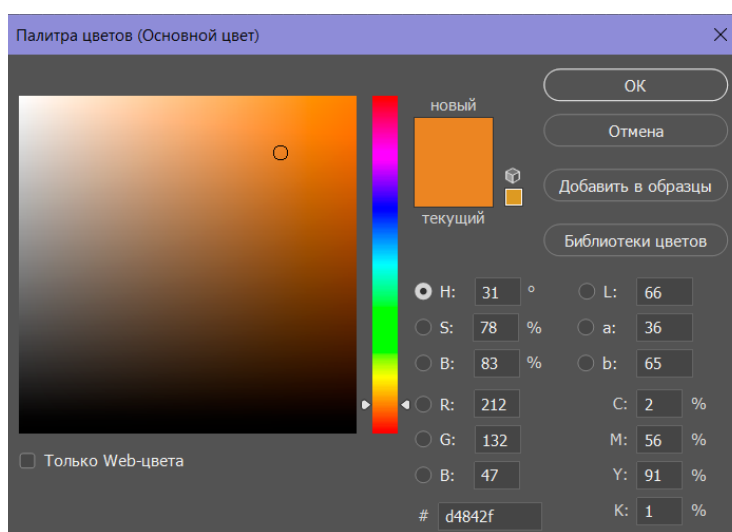 Палитра цветов (Основной цвет)
новый
текущий
ОК
Отмена
Добавить в образцы
Библиотеки цветов
H: 31 °
S: 78 %
B: 83 %
R: 212
G: 132
B: 47
# d4842f
L: 66
a: 36
b: 65
C: 2 %
M: 56 %
Y: 91 %
K: 1 %
Только Web-цвета